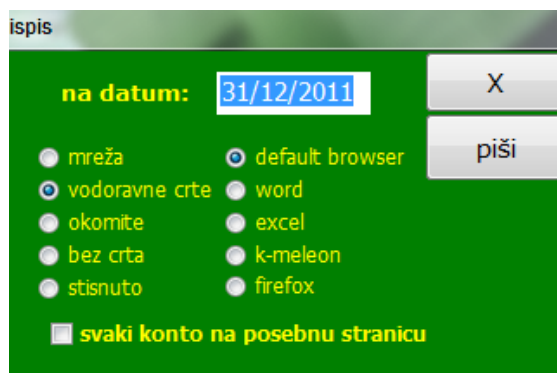 ispis
na datum: 31/12/2011 X
piši
mreža default browser
vodoravne crte word
okomite excel
bez crta k-meleon
stisnuto firefox
svaki konto na posebnu stranicu